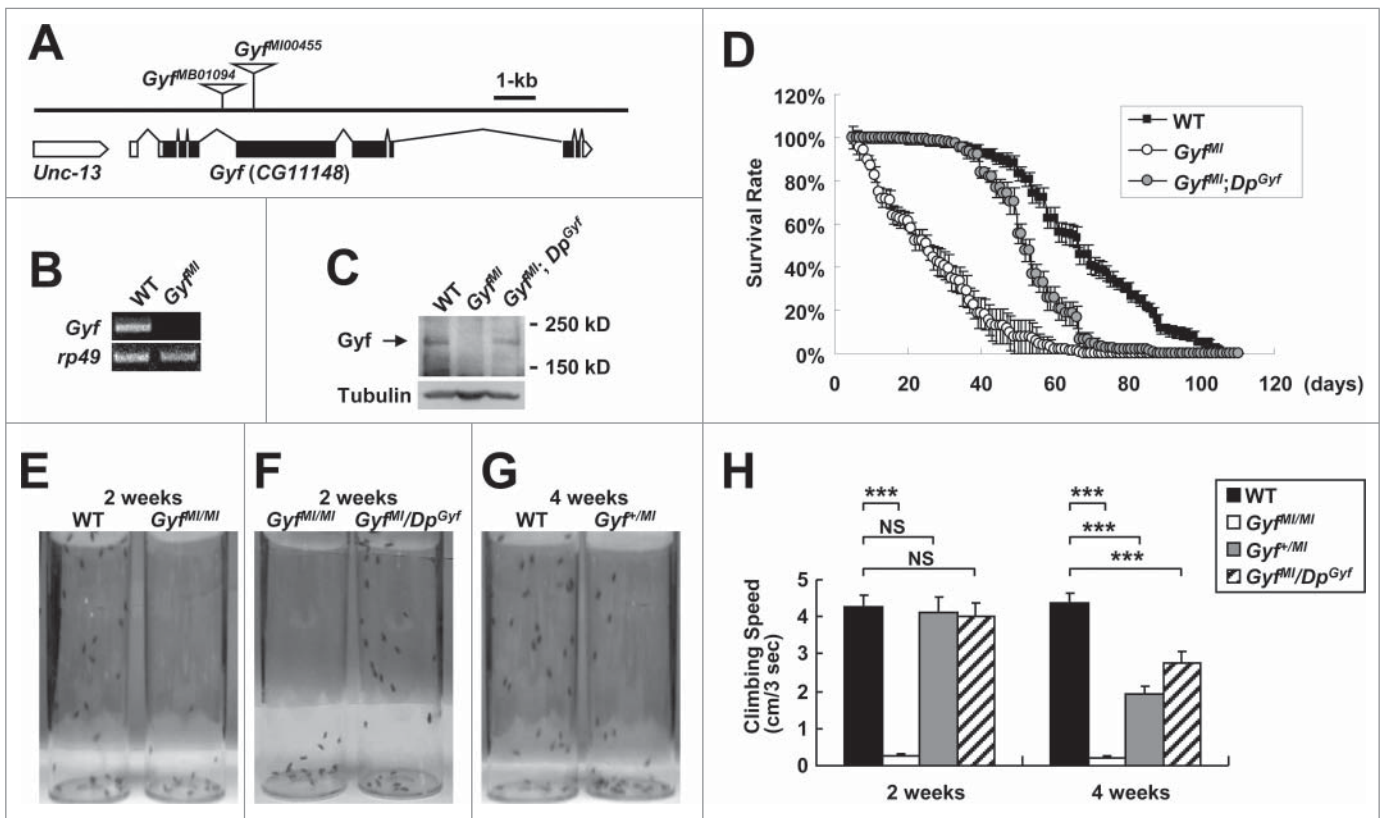 A
Gyf^MI00455
Gyf^MB01094
1-kb
Unc-13
Gyf (CG11148)
B
WT
Gyf^MI
Gyf
rp49
C
WT
Gyf^MI
Gyf^MI; Dp^Gyf
Gyf
- 250 kD
- 150 kD
Tubulin
D
120%
100%
80%
60%
40%
20%
0%
Survival Rate
0 20 40 60 80 100 120 (days)
WT
Gyf^MI
Gyf^MI;Dp^Gyf
E
2 weeks
WT Gyf^MI/MI
F
2 weeks
Gyf^MI/MI Gyf^MI/Dp^Gyf
G
4 weeks
WT Gyf^+/MI
H
*** 
NS
NS
***
***
***
WT
Gyf^MI/MI
Gyf^+/MI
Gyf^MI/Dp^Gyf
5
4
3
2
1
0
Climbing Speed
(cm/3 sec)
2 weeks 4 weeks